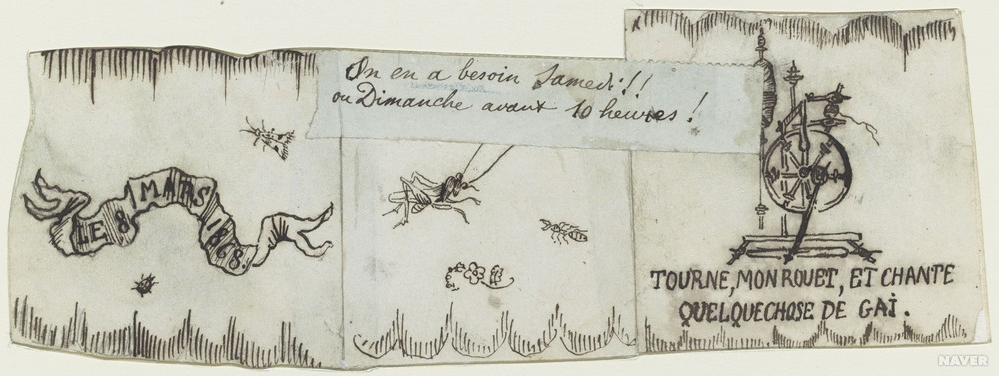 On en a besoin Samedi!!
ou Dimanche avant 10 heures!
LE 8 MARS 1868.
TOURNE, MON ROUET, ET CHANTE
QUELQUECHOSE DE GAÏ.
NAVER